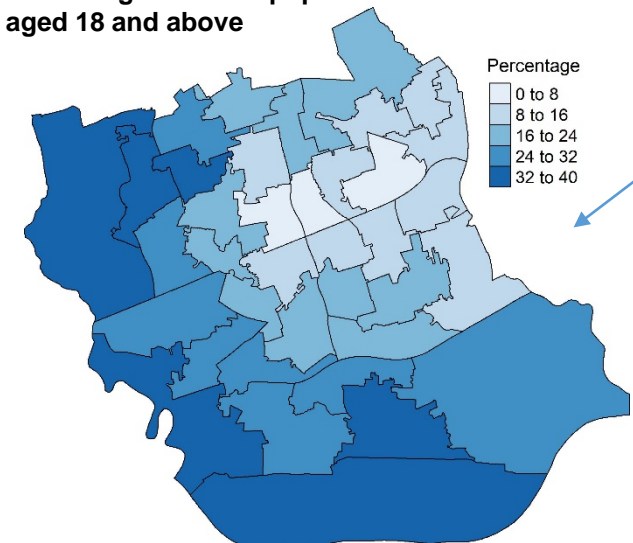 aged 18 and above
Percentage
0 to 8
8 to 16
16 to 24
24 to 32
32 to 40